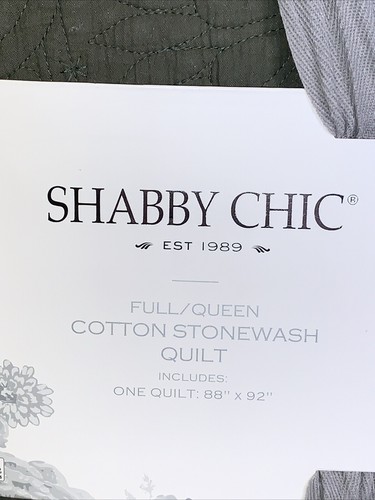 SHABBY CHIC®
EST 1989
FULL/QUEEN
COTTON STONEWASH
QUILT
INCLUDES:
ONE QUILT: 88" x 92"